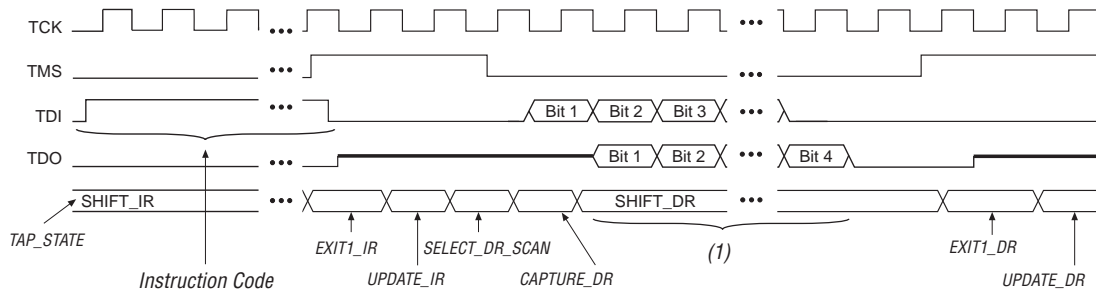 TCK
•••
•••
TMS
•••
•••
TDI
•••
Bit 1
Bit 2
Bit 3
•••
TDO
•••
Bit 1
Bit 2
•••
Bit 4
SHIFT_IR
•••
SHIFT_DR
•••
TAP_STATE
EXIT1_IR
SELECT_DR_SCAN
(1)
EXIT1_DR
Instruction Code
UPDATE_IR
CAPTURE_DR
UPDATE_DR